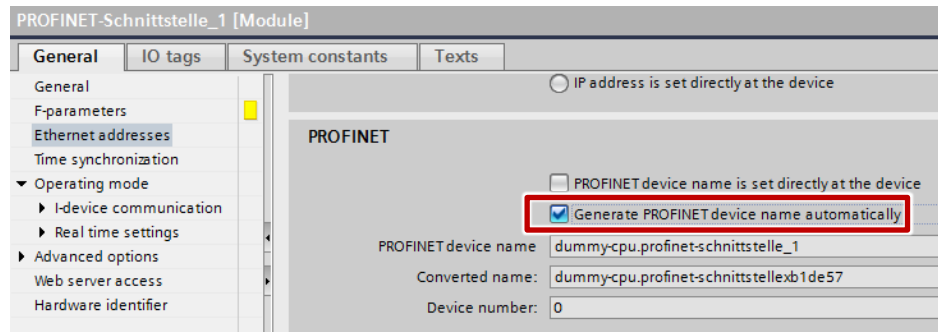 PROFINET-Schnittstelle_1 [Module]
General IO tags System constants Texts
General
F-parameters
Ethernet addresses
Time synchronization
Operating mode
I-device communication
Real time settings
Advanced options
Web server access
Hardware identifier
IP address is set directly at the device
PROFINET
PROFINET device name is set directly at the device
Generate PROFINET device name automatically
PROFINET device name dummy-cpu.profinet-schnittstelle_1
Converted name: dummy-cpu.profinet-schnittstellexb1de57
Device number: 0